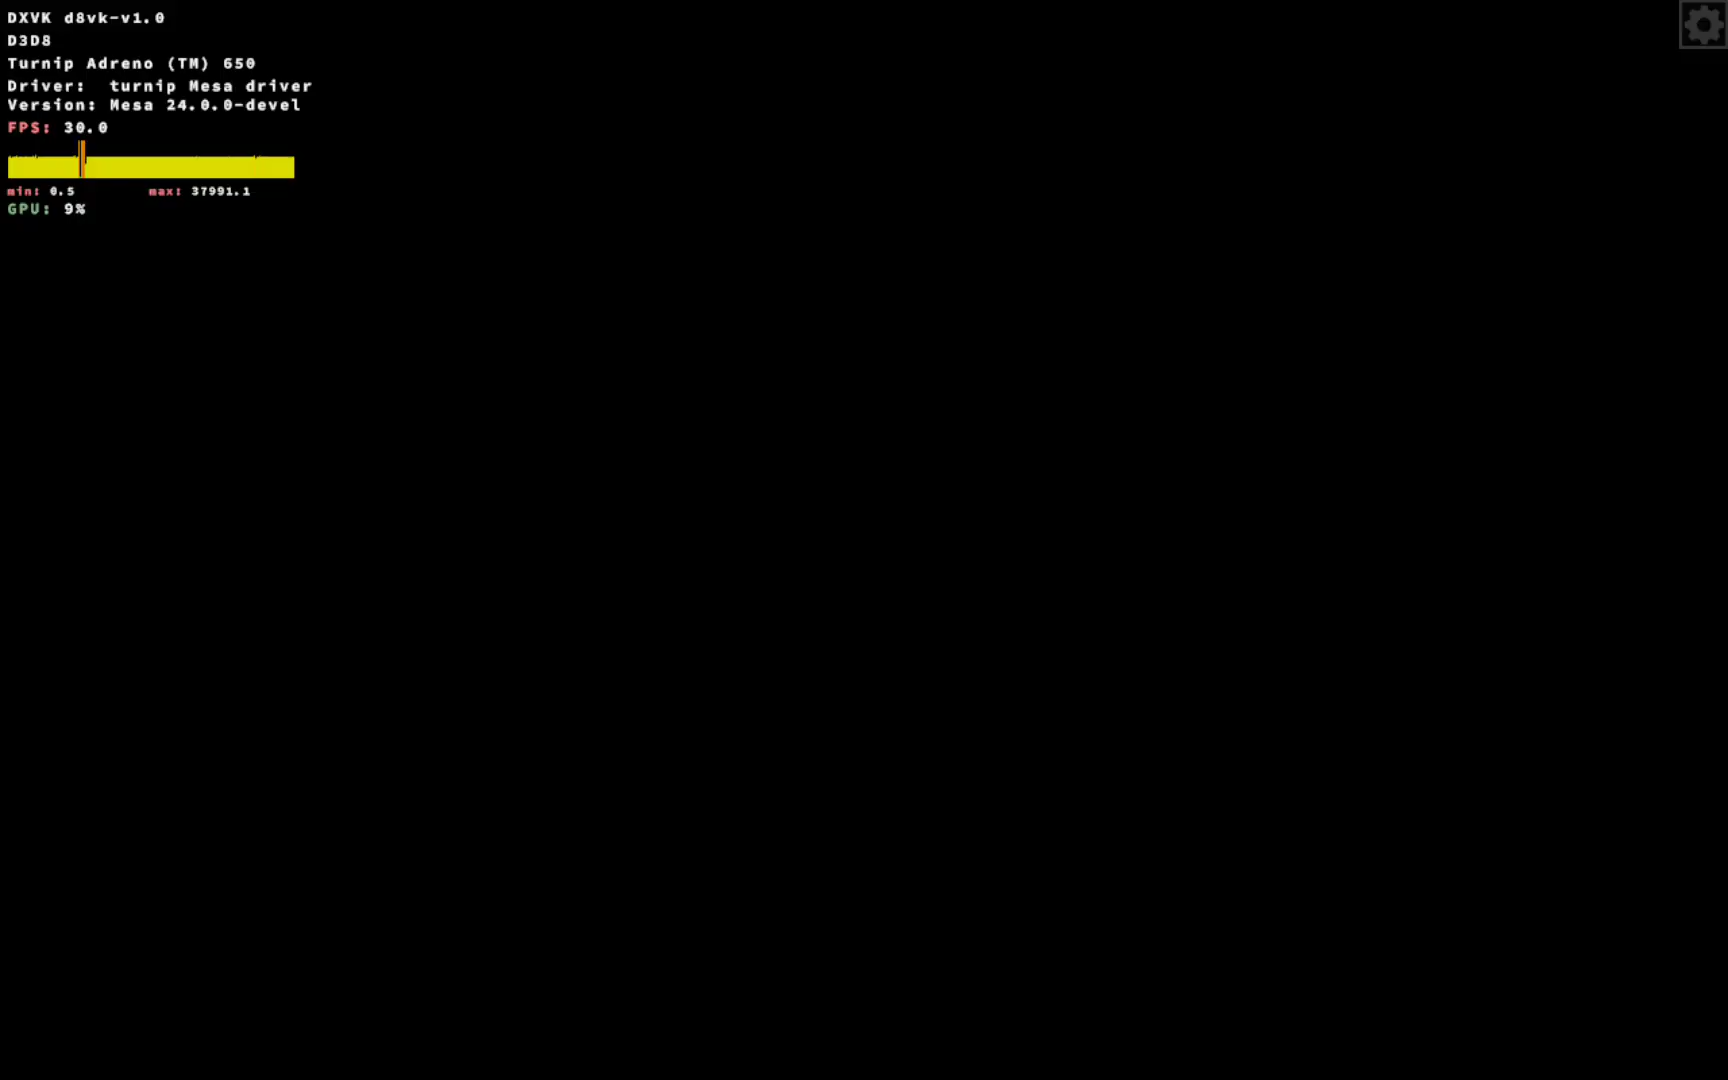 DXVK d8vk-v1.0
D3D8
Turnip Adreno (TM) 650
Driver:  turnip Mesa driver
Version: Mesa 24.0.0-devel
FPS: 30.0
min: 0.5 max: 37991.1
GPU: 9%